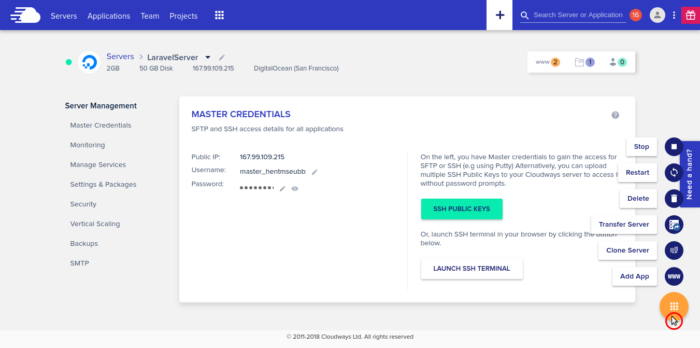 Servers Applications Team Projects
+
Search Server or Application
16
Servers > LaravelServer
2GB 50 GB Disk 167.99.109.215 DigitalOcean (San Francisco)
www 2 1 0
Server Management
Master Credentials
Monitoring
Manage Services
Settings & Packages
Security
Vertical Scaling
Backups
SMTP
MASTER CREDENTIALS
SFTP and SSH access details for all applications
Public IP: 167.99.109.215
Username: master_hentmseubb
Password:
On the left, you have Master credentials to gain the access for
SFTP or SSH (e.g using Putty) Alternatively, you can upload
multiple SSH Public Keys to your Cloudways server to access
without password prompts.
SSH PUBLIC KEYS
Or, launch SSH terminal in your browser by clicking the
below.
LAUNCH SSH TERMINAL
Stop
Restart
Delete
Transfer Server
Clone Server
Add App
www
Need a hand?
© 2011-2018 Cloudways Ltd. All rights reserved